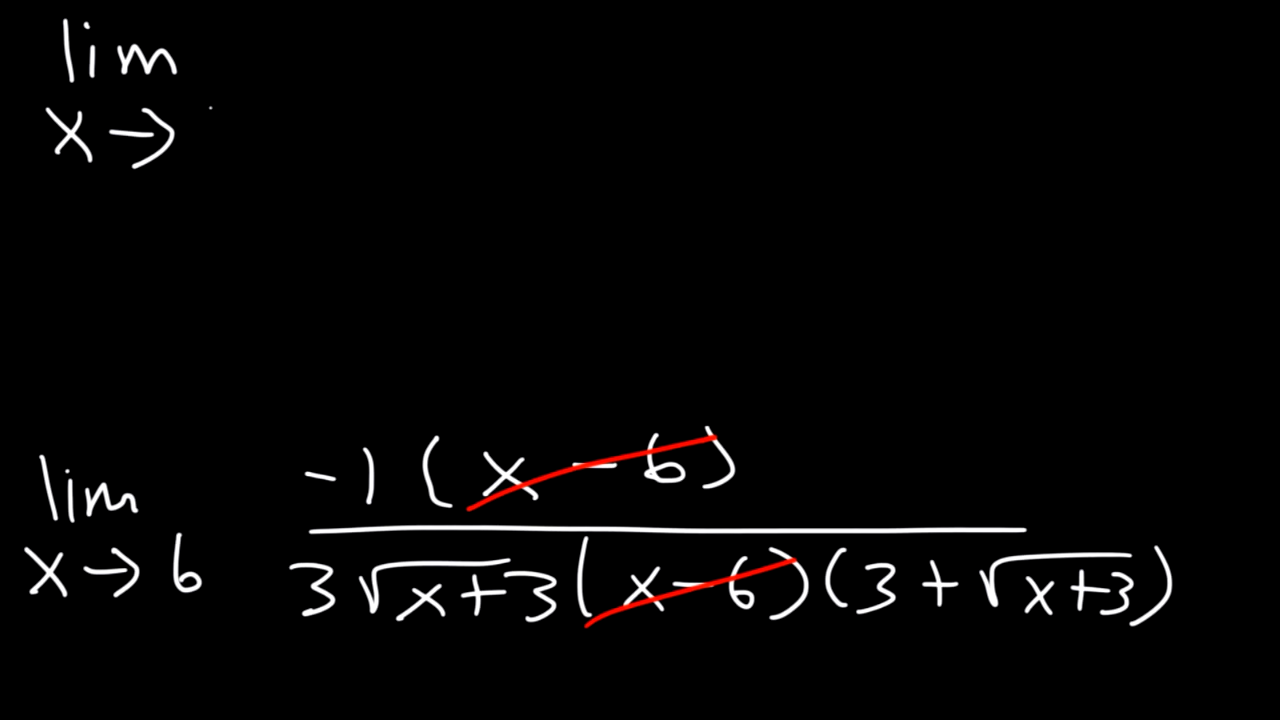 lim
x→
lim
x→6
-1(x-6)
3√x+3(x-6)(3+√x+3)